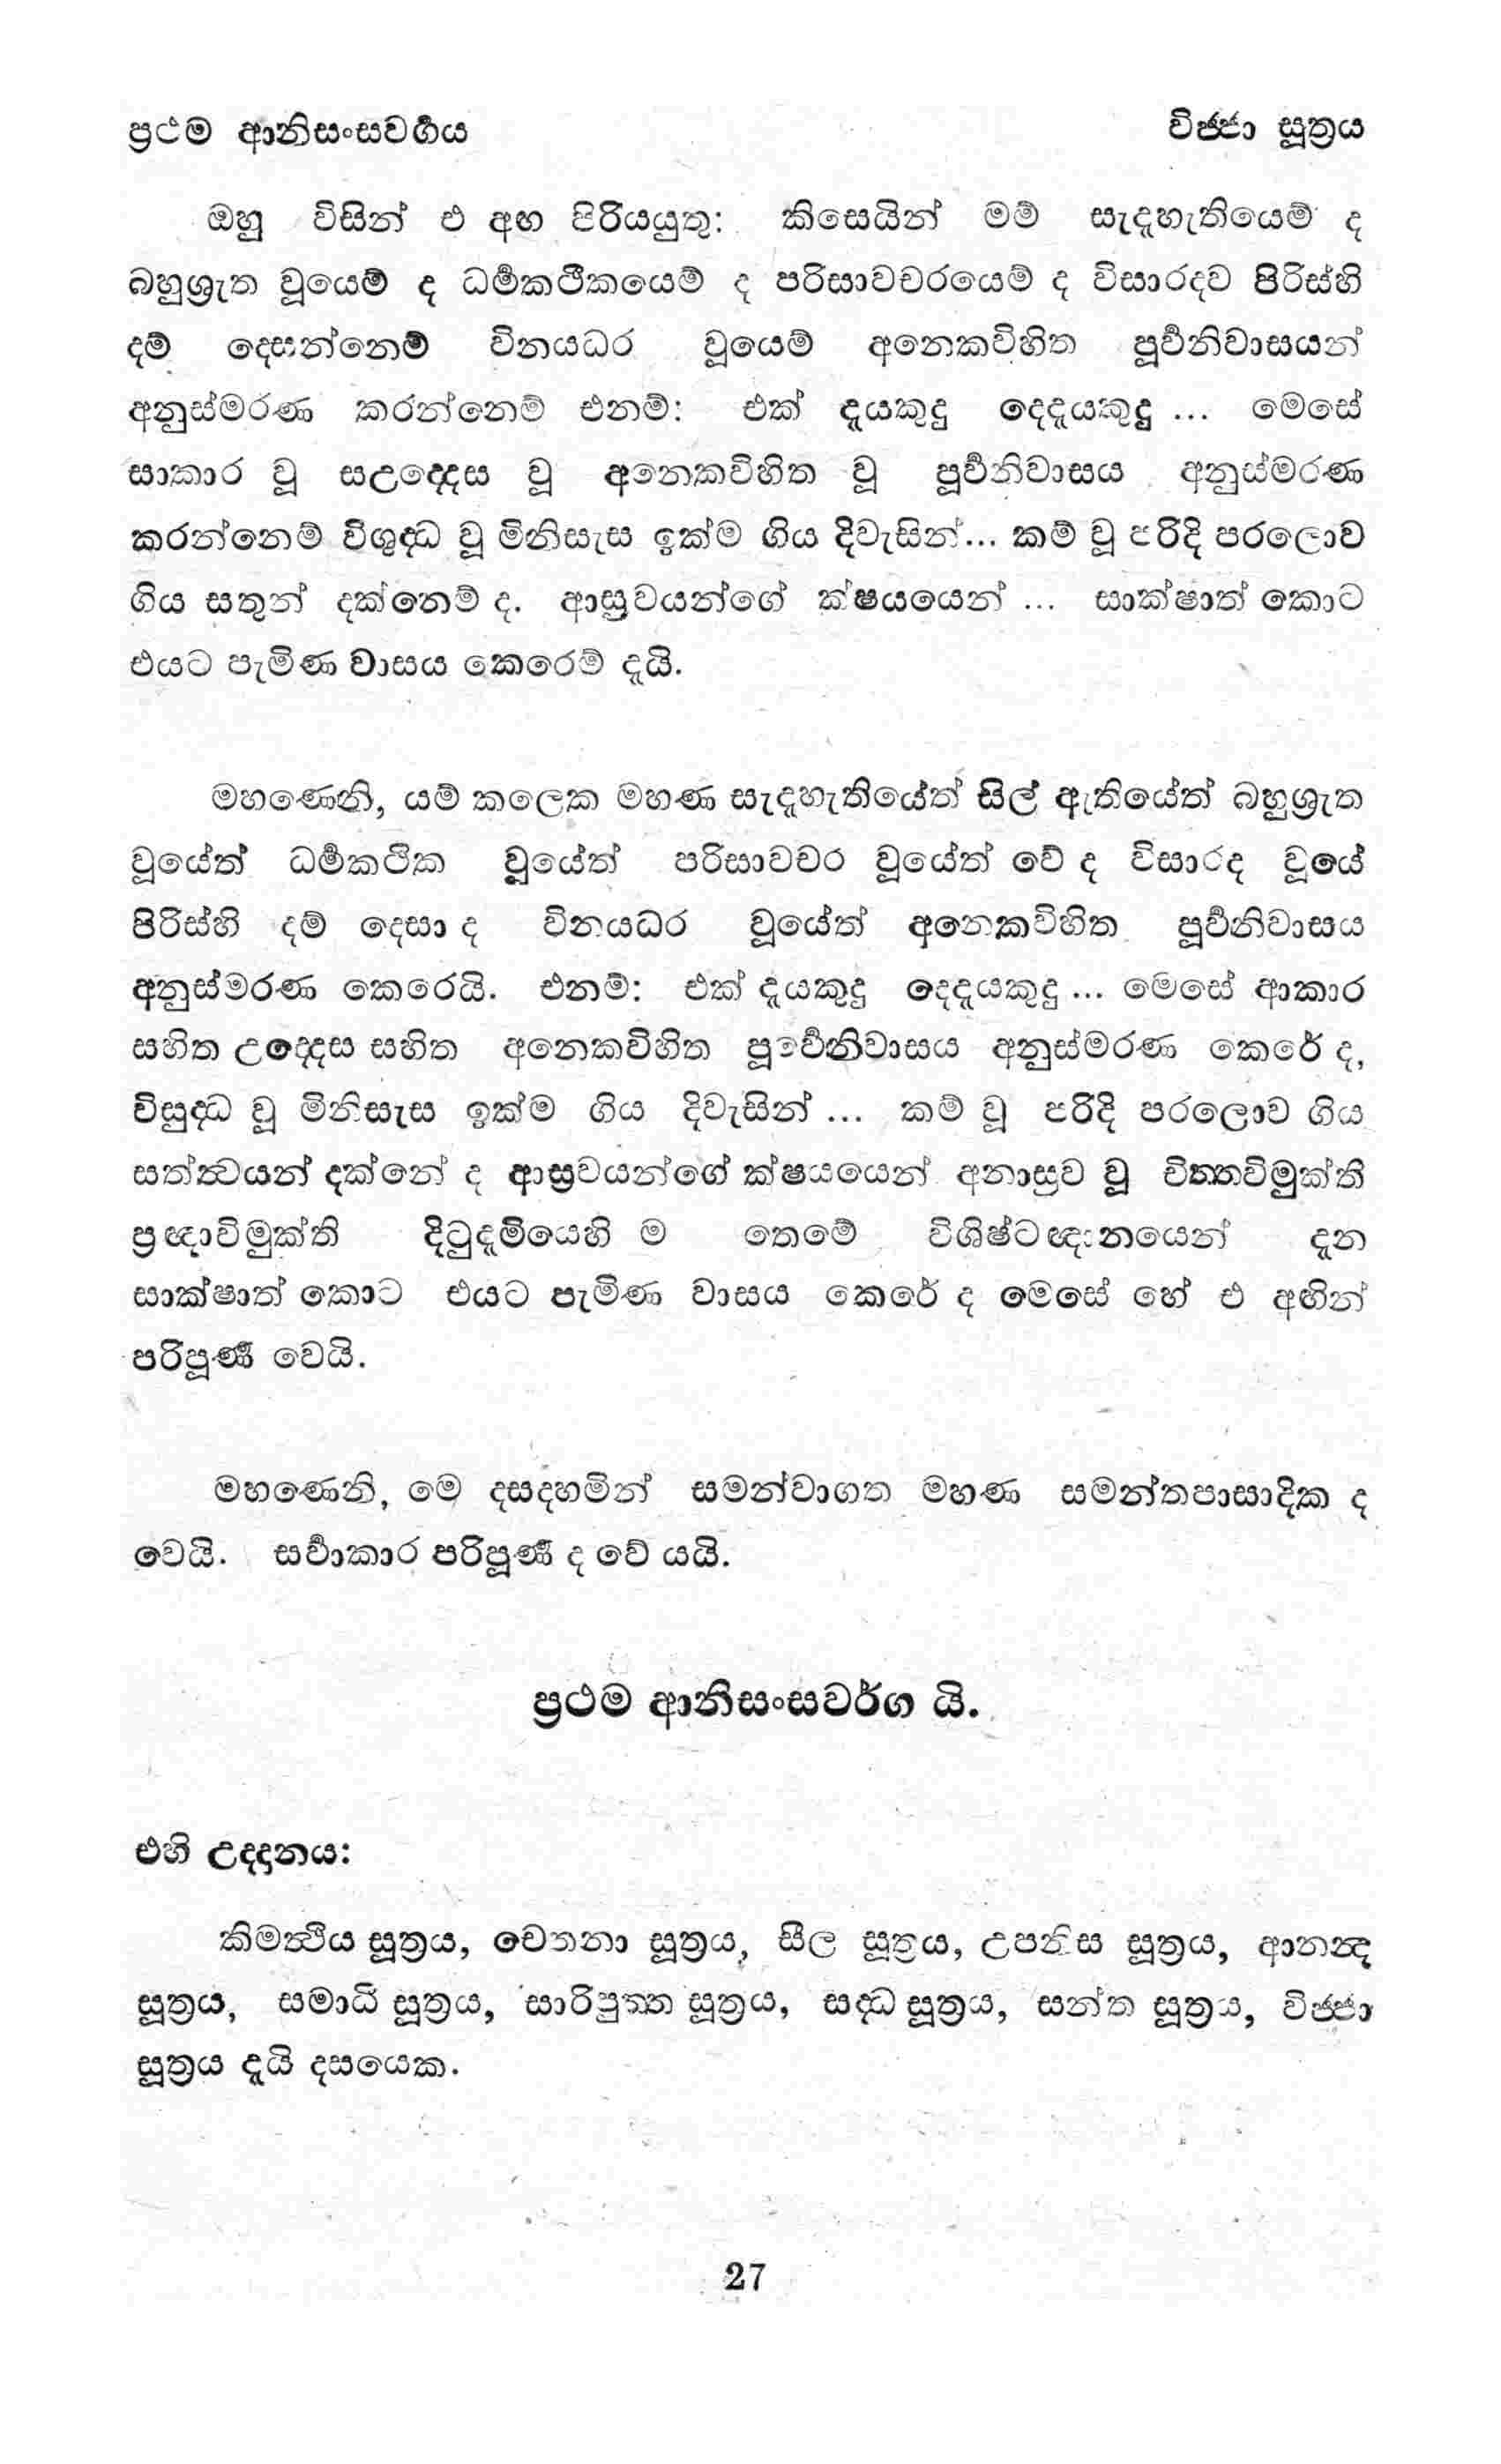 ප්‍රථම ආනිසංසවර්‍ගය
විජ්ජා සූත්‍රය
ඔහු විසින් එ අඟ පිරියයුතු: කිසෙයින් මම් සැදැහැතියෙම් ද
බහුශ්‍රැත වූයෙම් ද ධර්‍මකථිකයෙම් ද පරිසාවචරයෙම් ද විසාරදව පිරිස්හි
දම් දෙසන්නෙම් විනයධර වූයෙම් අනෙකවිහිත පූර්‍වනිවාසයන්
අනුස්මරණ කරන්නෙම් එනම්: එක් දැයකුදු දෙදැයකුදු ... මෙසේ
සාකාර වූ සඋද්දෙස වූ අනෙකවිහිත වූ පූර්‍වනිවාසය අනුස්මරණ
කරන්නෙම් විශුද්ධ වූ මිනිසැස ඉක්ම ගිය දිවැසින්... කම් වූ පරිදි පරලොව
ගිය සතුන් දක්නෙම් ද. ආස්‍රවයන්ගේ ක්ෂයයෙන් ... සාක්ෂාත් කොට
එයට පැමිණ වාසය කෙරෙම් දැයි.
මහණෙනි, යම් කලෙක මහණ සැදැහැතියේත් සිල් ඇතියේත් බහුශ්‍රැත
වූයේත් ධර්‍මකථික වූයේත් පරිසාවචර වූයේත් වේ ද විසාරද වූයේ
පිරිස්හි දම් දෙසා ද විනයධර වූයේත් අනෙකවිහිත පූර්‍වනිවාසය
අනුස්මරණ කෙරෙයි. එනම්: එක් දැයකුදු දෙදැයකුදු ... මෙසේ ආකාර
සහිත උද්දෙස සහිත අනෙකවිහිත පූර්‍වෙනිවාසය අනුස්මරණ කෙරේ ද,
විසුද්ධ වූ මිනිසැස ඉක්ම ගිය දිවැසින් ... කම් වූ පරිදි පරලොව ගිය
සත්ත්‍වයන් දක්නේ ද ආස්‍රවයන්ගේ ක්ෂයයෙන් අනාස්‍රව වූ චිත්තවිමුක්ති
ප්‍රඥාවිමුක්ති දිටුදැමියෙහි ම තෙමේ විශිෂ්ටඥානයෙන් දැන
සාක්ෂාත් කොට එයට පැමිණ වාසය කෙරේ ද මෙසේ හේ එ අඟින්
පරිපූර්‍ණ වෙයි.
මහණෙනි, මෙ දසදහමින් සමන්වාගත මහණ සමන්තපාසාදික ද
වෙයි. සර්‍වාකාර පරිපූර්‍ණ ද වේ යයි.
ප්‍රථම ආනිසංසවර්ග යි.
එහි උද්දානය:
කිමත්ථිය සූත්‍රය, චෙතනා සූත්‍රය, සීල සූත්‍රය, උපනිස සූත්‍රය, ආනන්ද
සූත්‍රය, සමාධි සූත්‍රය, සාරිපුත්ත සූත්‍රය, සද්ධ සූත්‍රය, සන්ත සූත්‍රය, විජ්ජා
සූත්‍රය දැයි දසයෙක.
27